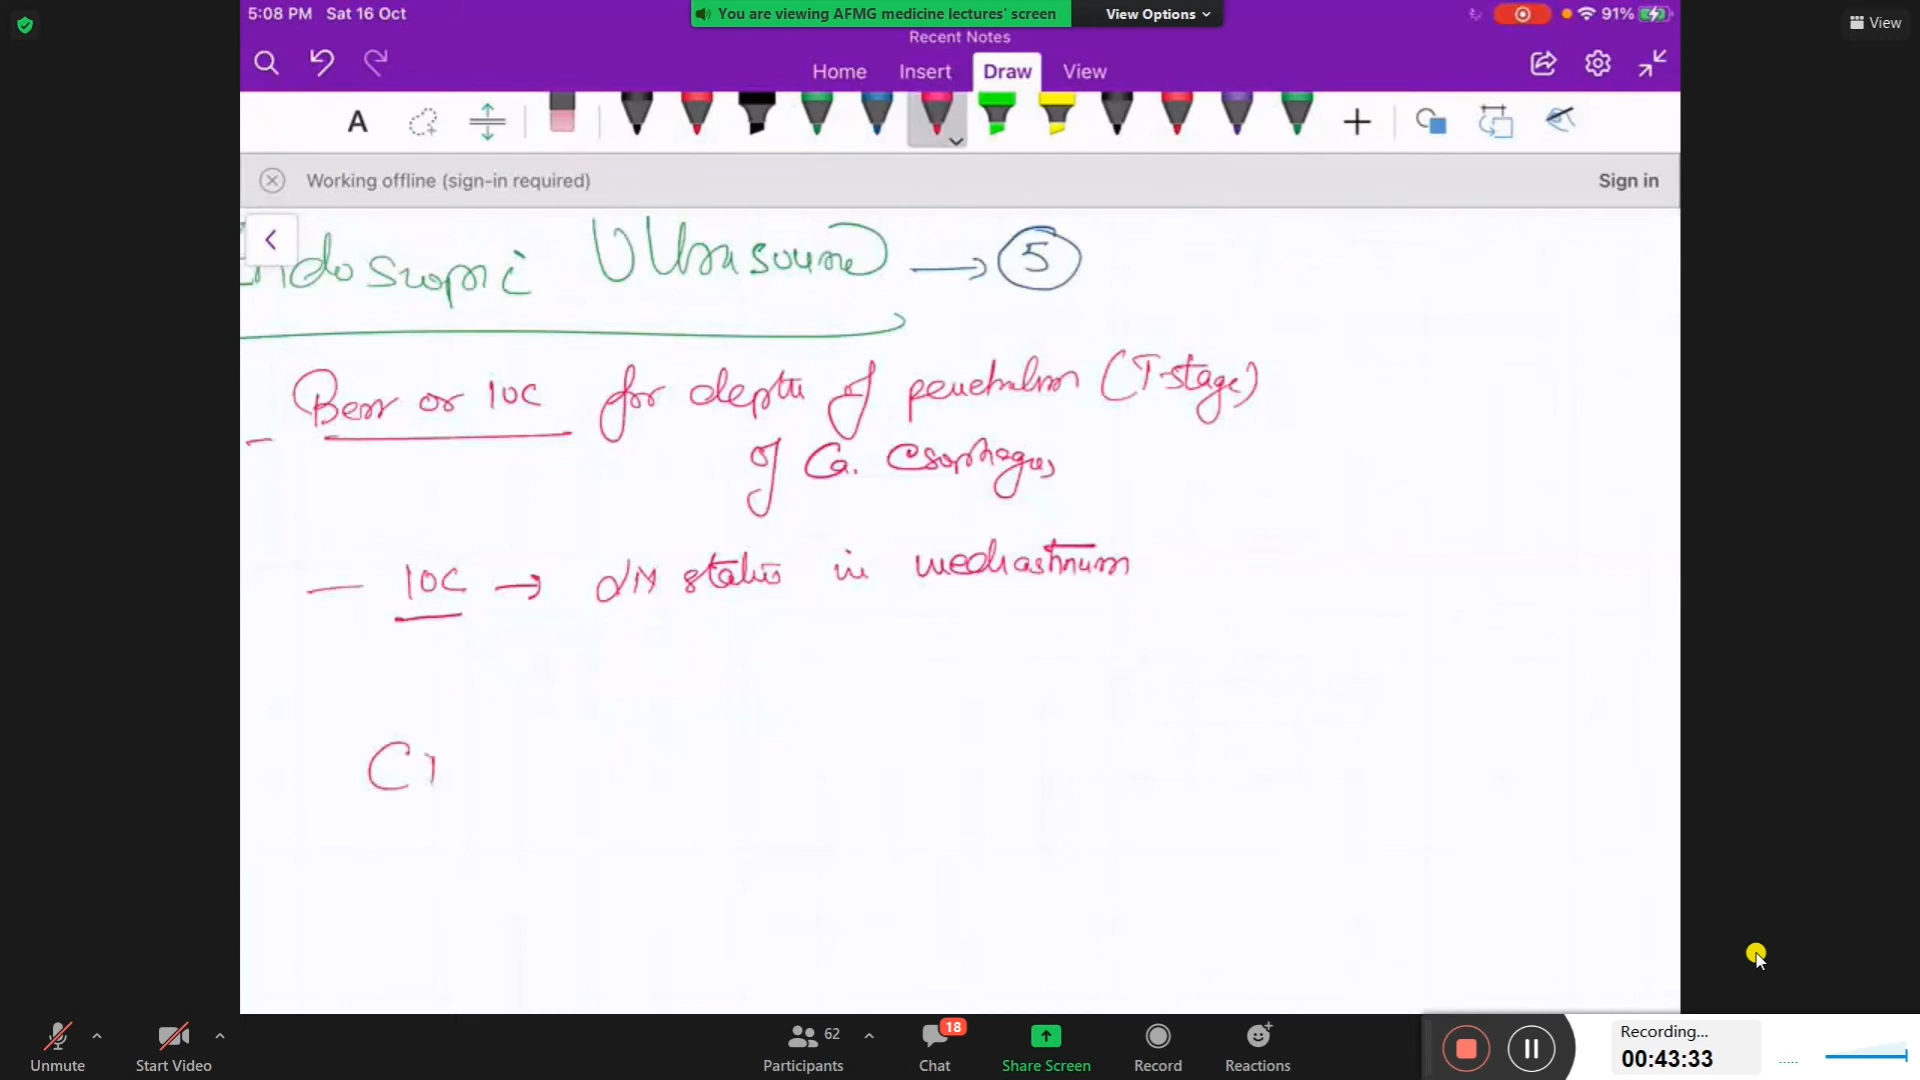 5:08 PM Sat 16 Oct
You are viewing AFMG medicine lectures' screen
View Options
91%
View
Recent Notes
Home Insert Draw View
A
Working offline (sign-in required)
Sign in
Ultrasound → 5
Best or IOC for depth of penetration (T-stage)
of Ca. Esophagus
— IOC → LN status in mediastinum
Unmute
Start Video
62
Participants
18
Chat
Share Screen
Record
Reactions
Recording...
00:43:33